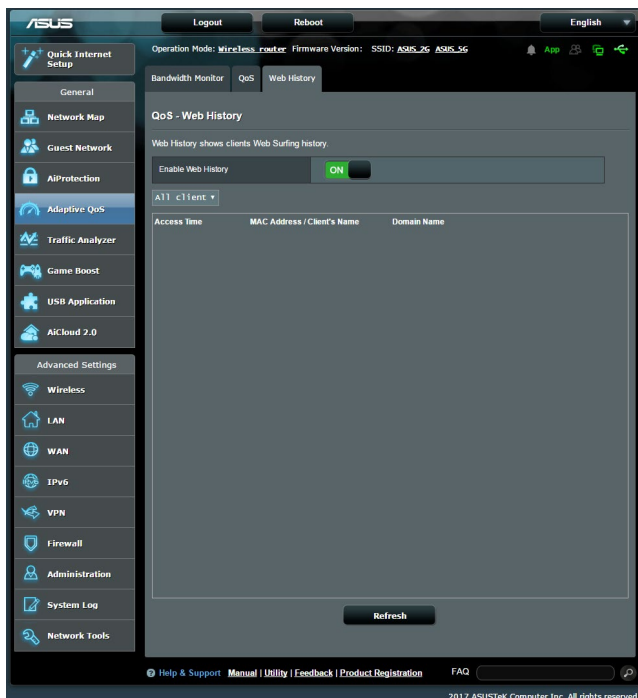 ASUS
Logout
Reboot
English
Quick Internet
Setup
General
Network Map
Guest Network
AiProtection
Adaptive QoS
Traffic Analyzer
Game Boost
USB Application
AiCloud 2.0
Advanced Settings
Wireless
LAN
WAN
IPv6
VPN
Firewall
Administration
System Log
Network Tools
Operation Mode: Wireless router Firmware Version: SSID: ASUS_2G ASUS_5G
App
Bandwidth Monitor QoS Web History
QoS - Web History
Web History shows clients Web Surfing history.
Enable Web History ON
All client
Access Time MAC Address / Client's Name Domain Name
Refresh
Help & Support Manual | Utility | Feedback | Product Registration FAQ
2017 ASUSTeK Computer Inc. All rights reserved